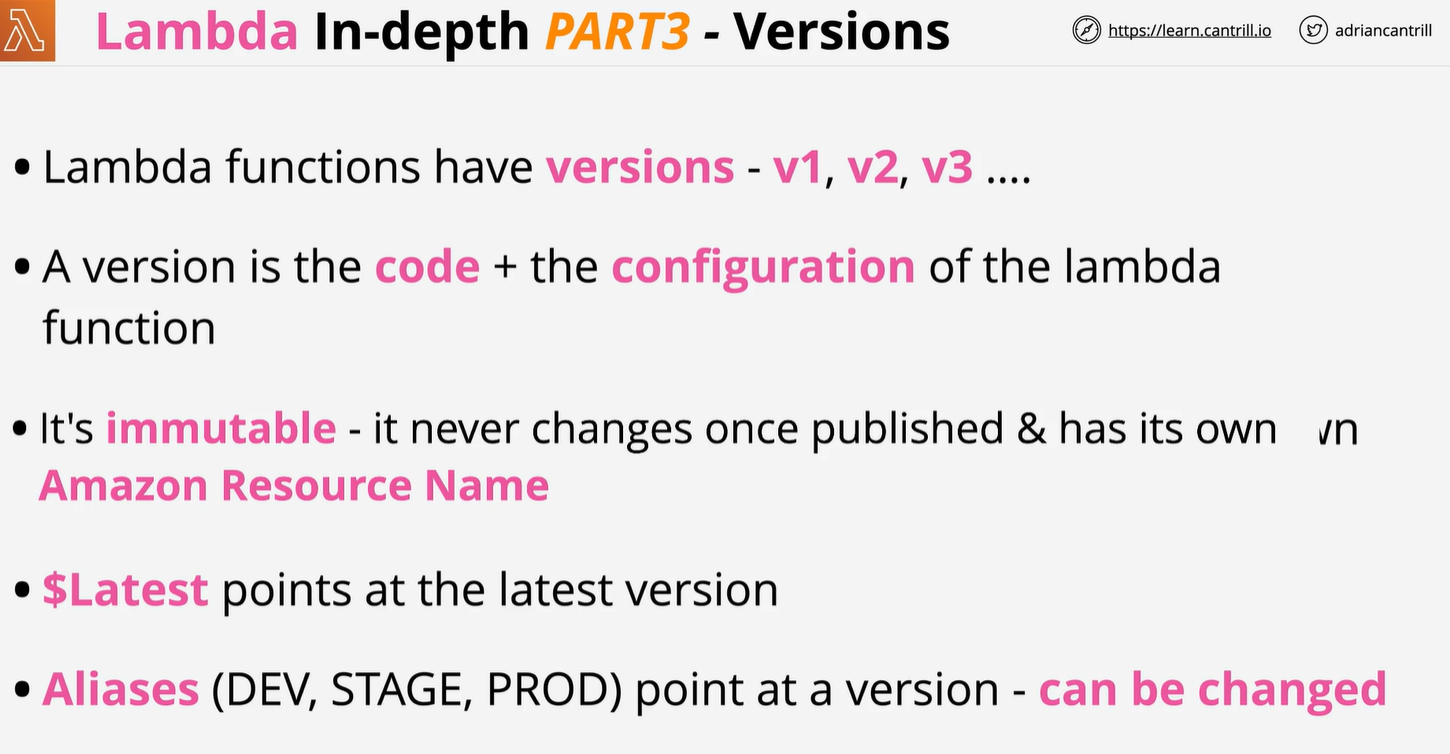 Lambda In-depth PART3 - Versions
https://learn.cantrill.io
adriancantrill
• Lambda functions have versions - v1, v2, v3 ....
• A version is the code + the configuration of the lambda
function
• It's immutable - it never changes once published & has its own
Amazon Resource Name
• $Latest points at the latest version
• Aliases (DEV, STAGE, PROD) point at a version - can be changed